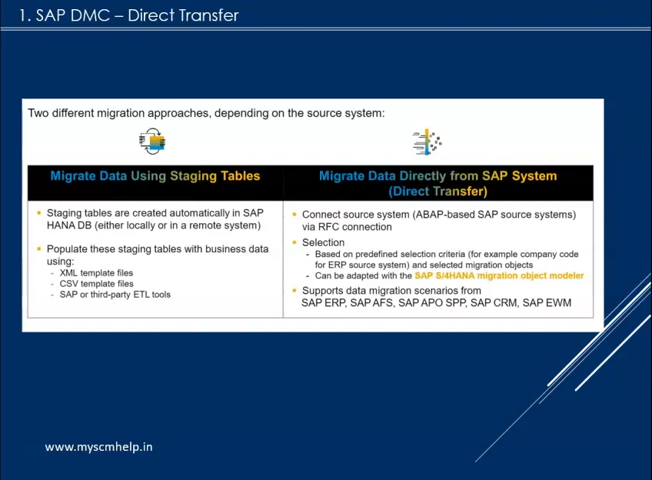 1. SAP DMC – Direct Transfer
Two different migration approaches, depending on the source system:
Migrate Data Using Staging Tables
Staging tables are created automatically in SAP
HANA DB (either locally or in a remote system)
Populate these staging tables with business data
using:
- XML template files
- CSV template files
- SAP or third-party ETL tools
Migrate Data Directly from SAP System
(Direct Transfer)
Connect source system (ABAP-based SAP source systems)
via RFC connection
Selection
- Based on predefined selection criteria (for example company code
for ERP source system) and selected migration objects
- Can be adapted with the SAP S/4HANA migration object modeler
Supports data migration scenarios from
SAP ERP, SAP AFS, SAP APO SPP, SAP CRM, SAP EWM
www.myscmhelp.in